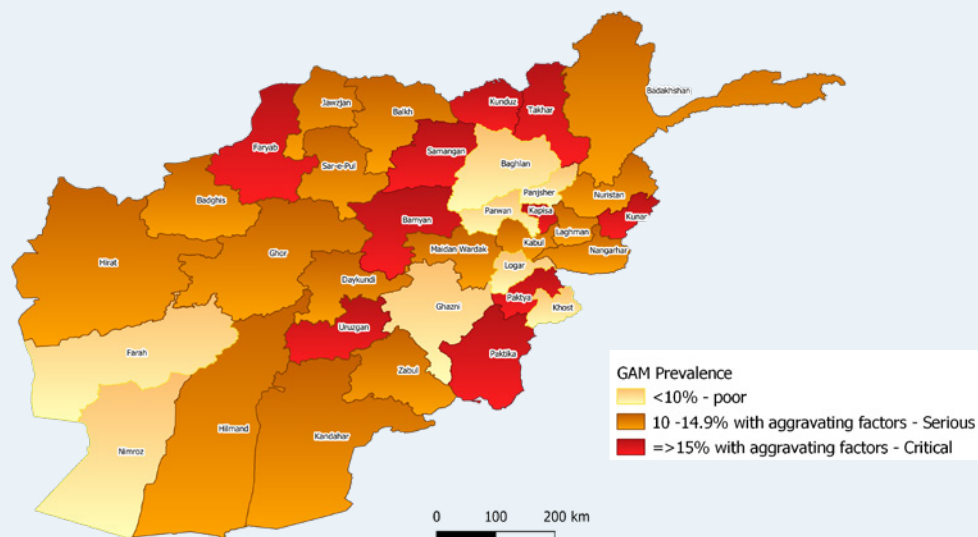 Badakhshan
Jawzjan
Balkh
Kunduz
Takhar
Faryab
Samangan
Sar-e-Pul
Baghlan
Badghis
Panjsher
Nuristan
Parwan
Kapisa
Bamyan
Kunar
Laghman
Kabul
Maidan Wardak
Nangarhar
Ghor
Hirat
Logar
Daykundi
Paktya
Ghazni
Khost
Uruzgan
Farah
Paktika
Zabul
Kandahar
Hilmand
Nimroz
GAM Prevalence
<10% - poor
10 -14.9% with aggravating factors - Serious
=>15% with aggravating factors - Critical
0 100 200 km